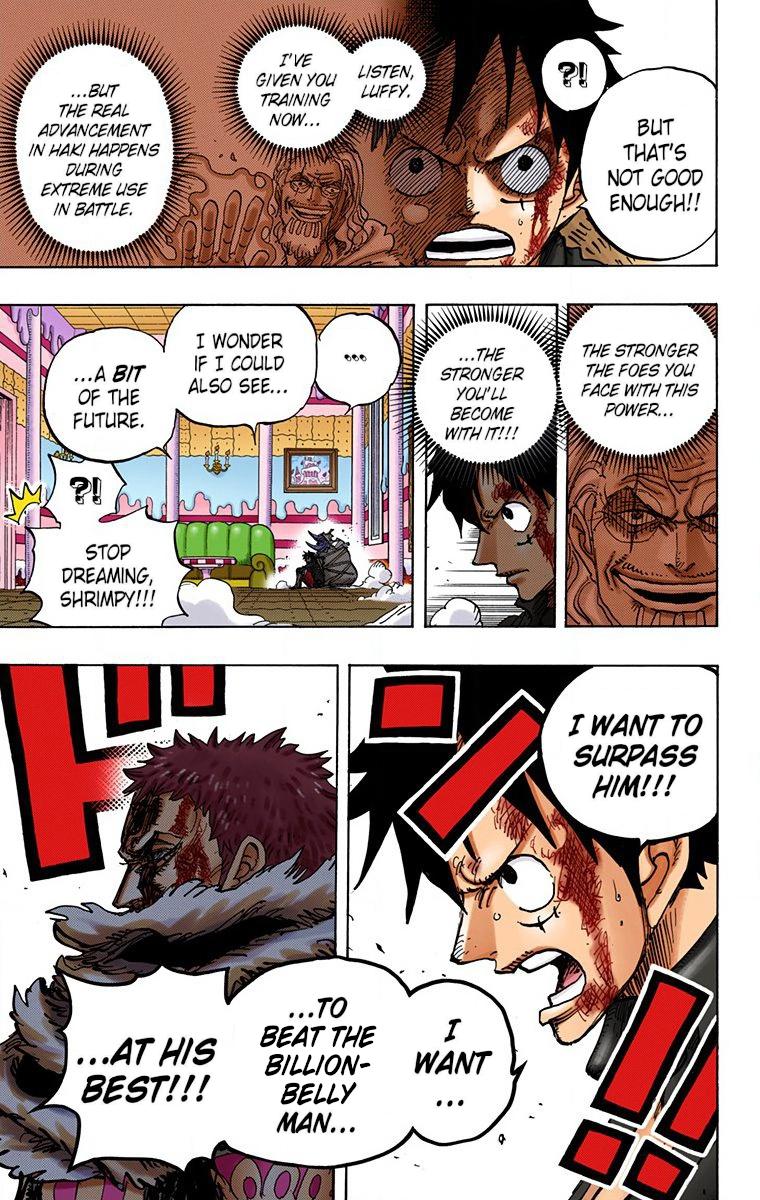 ?!
BUT
THAT'S
NOT GOOD
ENOUGH!!
LISTEN,
LUFFY.
I'VE
GIVEN YOU
TRAINING
NOW...
...BUT
THE REAL
ADVANCEMENT
IN HAKI HAPPENS
DURING
EXTREME USE
IN BATTLE.
THE STRONGER
THE FOES YOU
FACE WITH THIS
POWER...
...THE
STRONGER
YOU'LL
BECOME
WITH IT!!!
...
I WONDER
IF I COULD
ALSO SEE...
...A BIT
OF THE
FUTURE.
?!
STOP
DREAMING,
SHRIMPY!!!
I WANT TO
SURPASS
HIM!!!
ドン!!
I
WANT
...
...TO
BEAT THE
BILLION-
BELLY
MAN...
...AT HIS
BEST!!!